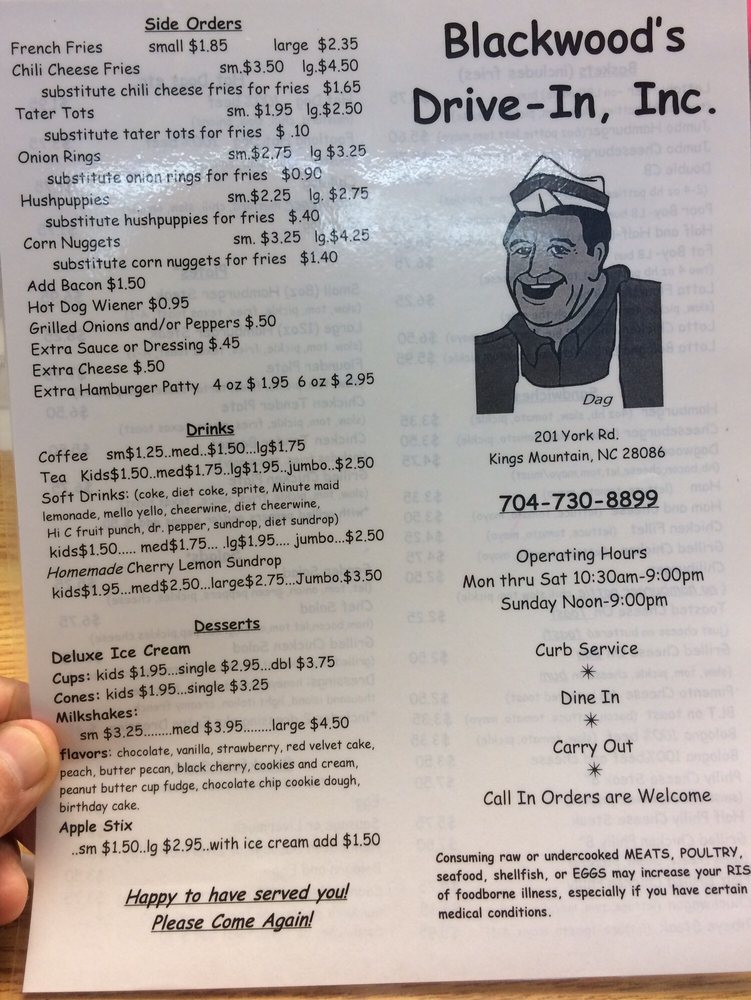 Side Orders
French Fries small $1.85 large $2.35
Chili Cheese Fries sm.$3.50 lg.$4.50
substitute chili cheese fries for fries $1.65
Tater Tots sm. $1.95 lg.$2.50
substitute tater tots for fries $ .10
Onion Rings sm.$2.75 lg $3.25
substitute onion rings for fries $0.90
Hushpuppies sm.$2.25 lg. $2.75
substitute hushpuppies for fries $.40
Corn Nuggets sm. $3.25 lg.$4.25
substitute corn nuggets for fries $1.40
Add Bacon $1.50
Hot Dog Wiener $0.95
Grilled Onions and/or Peppers $.50
Extra Sauce or Dressing $.45
Extra Cheese $.50
Extra Hamburger Patty 4 oz $ 1.95 6 oz $ 2.95
Drinks
Coffee sm$1.25..med..$1.50...lg$1.75
Tea Kids$1.50..med$1.75..lg$1.95..jumbo..$2.50
Soft Drinks: (coke, diet coke, sprite, Minute maid
lemonade, mello yello, cheerwine, diet cheerwine,
Hi C fruit punch, dr. pepper, sundrop, diet sundrop)
kids$1.50..... med$1.75... .lg$1.95.... jumbo...$2.50
Homemade Cherry Lemon Sundrop
kids$1.95...med$2.50...large$2.75...Jumbo.$3.50
Desserts
Deluxe Ice Cream
Cups: kids $1.95...single $2.95...dbl $3.75
Cones: kids $1.95...single $3.25
Milkshakes:
sm $3.25........med $3.95........large $4.50
flavors: chocolate, vanilla, strawberry, red velvet cake,
peach, butter pecan, black cherry, cookies and cream,
peanut butter cup fudge, chocolate chip cookie dough,
birthday cake.
Apple Stix
..sm $1.50..lg $2.95..with ice cream add $1.50
Happy to have served you!
Please Come Again!
Blackwood's
Drive-In, Inc.
Dag
201 York Rd.
Kings Mountain, NC 28086
704-730-8899
Operating Hours
Mon thru Sat 10:30am-9:00pm
Sunday Noon-9:00pm
Curb Service
Dine In
Carry Out
Call In Orders are Welcome
Consuming raw or undercooked MEATS, POULTRY,
seafood, shellfish, or EGGS may increase your RIS
of foodborne illness, especially if you have certain
medical conditions.